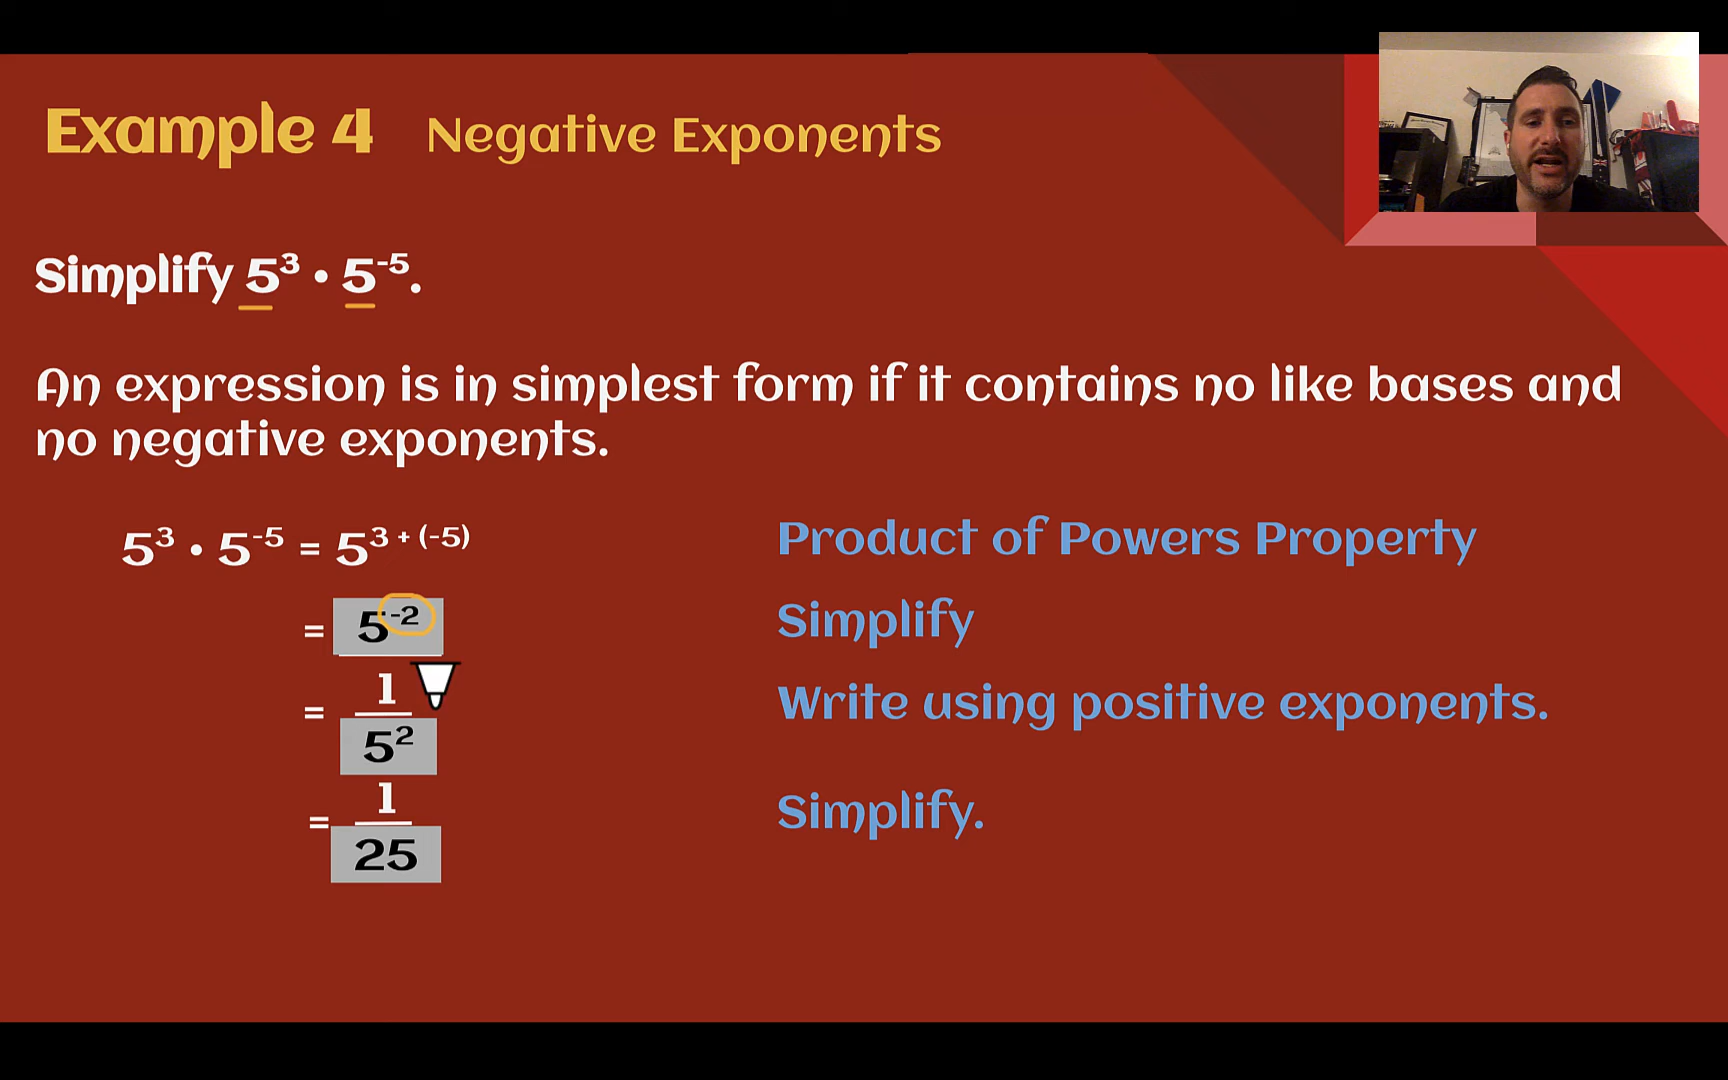 Example 4 Negative Exponents
Simplify 5³ • 5⁻⁵.
An expression is in simplest form if it contains no like bases and
no negative exponents.
5³ • 5⁻⁵ = 5³ ⁺ ⁽⁻⁵⁾ Product of Powers Property
= 5⁻² Simplify
= 1/5² Write using positive exponents.
= 1/25 Simplify.